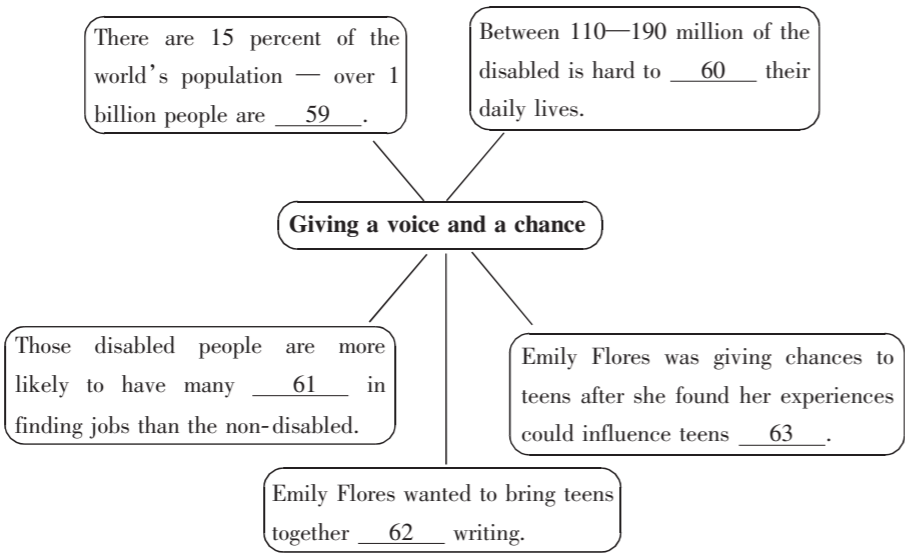 There are 15 percent of the
world's population — over 1
billion people are 59 .
Between 110—190 million of the
disabled is hard to 60 their
daily lives.
Giving a voice and a chance
Those disabled people are more
likely to have many 61 in
finding jobs than the non-disabled.
Emily Flores was giving chances to
teens after she found her experiences
could influence teens 63 .
Emily Flores wanted to bring teens
together 62 writing.